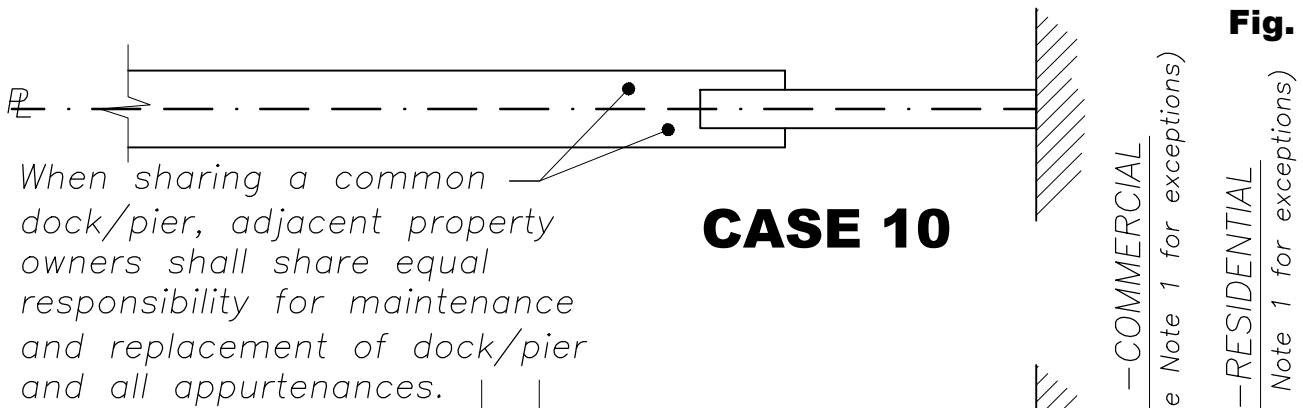 Fig.
PL
When sharing a common
dock/pier, adjacent property
owners shall share equal
responsibility for maintenance
and replacement of dock/pier
and all appurtenances.
CASE 10
-COMMERCIAL
e Note 1 for exceptions)
-RESIDENTIAL
Note 1 for exceptions)